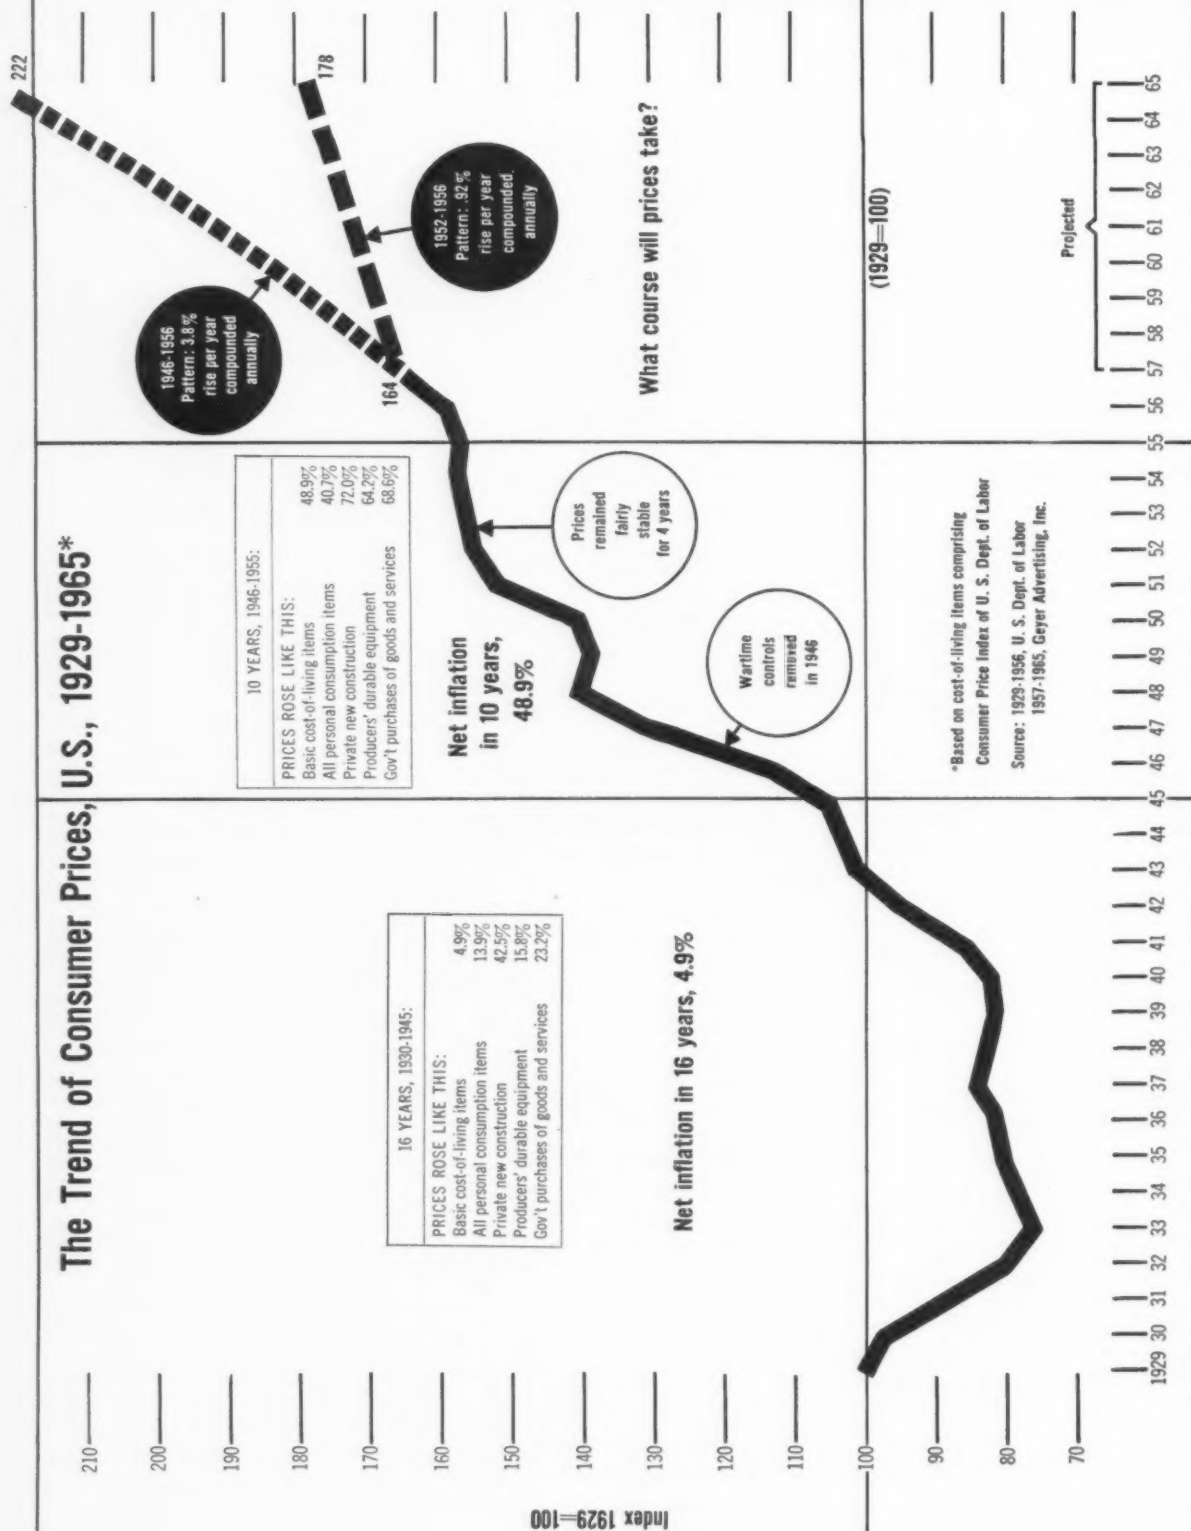 The Trend of Consumer Prices, U.S., 1929-1965*
Index 1929=100
210
200
190
180
170
160
150
140
130
120
110
100
90
80
70
16 YEARS, 1930-1945:
PRICES ROSE LIKE THIS:
Basic cost-of-living items 4.9%
All personal consumption items 13.9%
Private new construction 42.5%
Producers' durable equipment 15.8%
Gov't purchases of goods and services 23.2%
Net inflation in 16 years, 4.9%
10 YEARS, 1946-1955:
PRICES ROSE LIKE THIS:
Basic cost-of-living items 48.9%
All personal consumption items 40.7%
Private new construction 72.0%
Producers' durable equipment 64.2%
Gov't purchases of goods and services 68.6%
Net inflation
in 10 years,
48.9%
Wartime
controls
removed
in 1946
Prices
remained
fairly
stable
for 4 years
1946-1956
Pattern: 3.8%
rise per year
compounded
annually
164
222
178
1952-1956
Pattern: .92%
rise per year
compounded.
annually
What course will prices take?
(1929=100)
*Based on cost-of-living items comprising
Consumer Price Index of U. S. Dept. of Labor
Source: 1929-1956, U. S. Dept. of Labor
1957-1965, Geyer Advertising, Inc.
Projected
1929 30 31 32 33 34 35 36 37 38 39 40 41 42 43 44 45 46 47 48 49 50 51 52 53 54 55 56 57 58 59 60 61 62 63 64 65